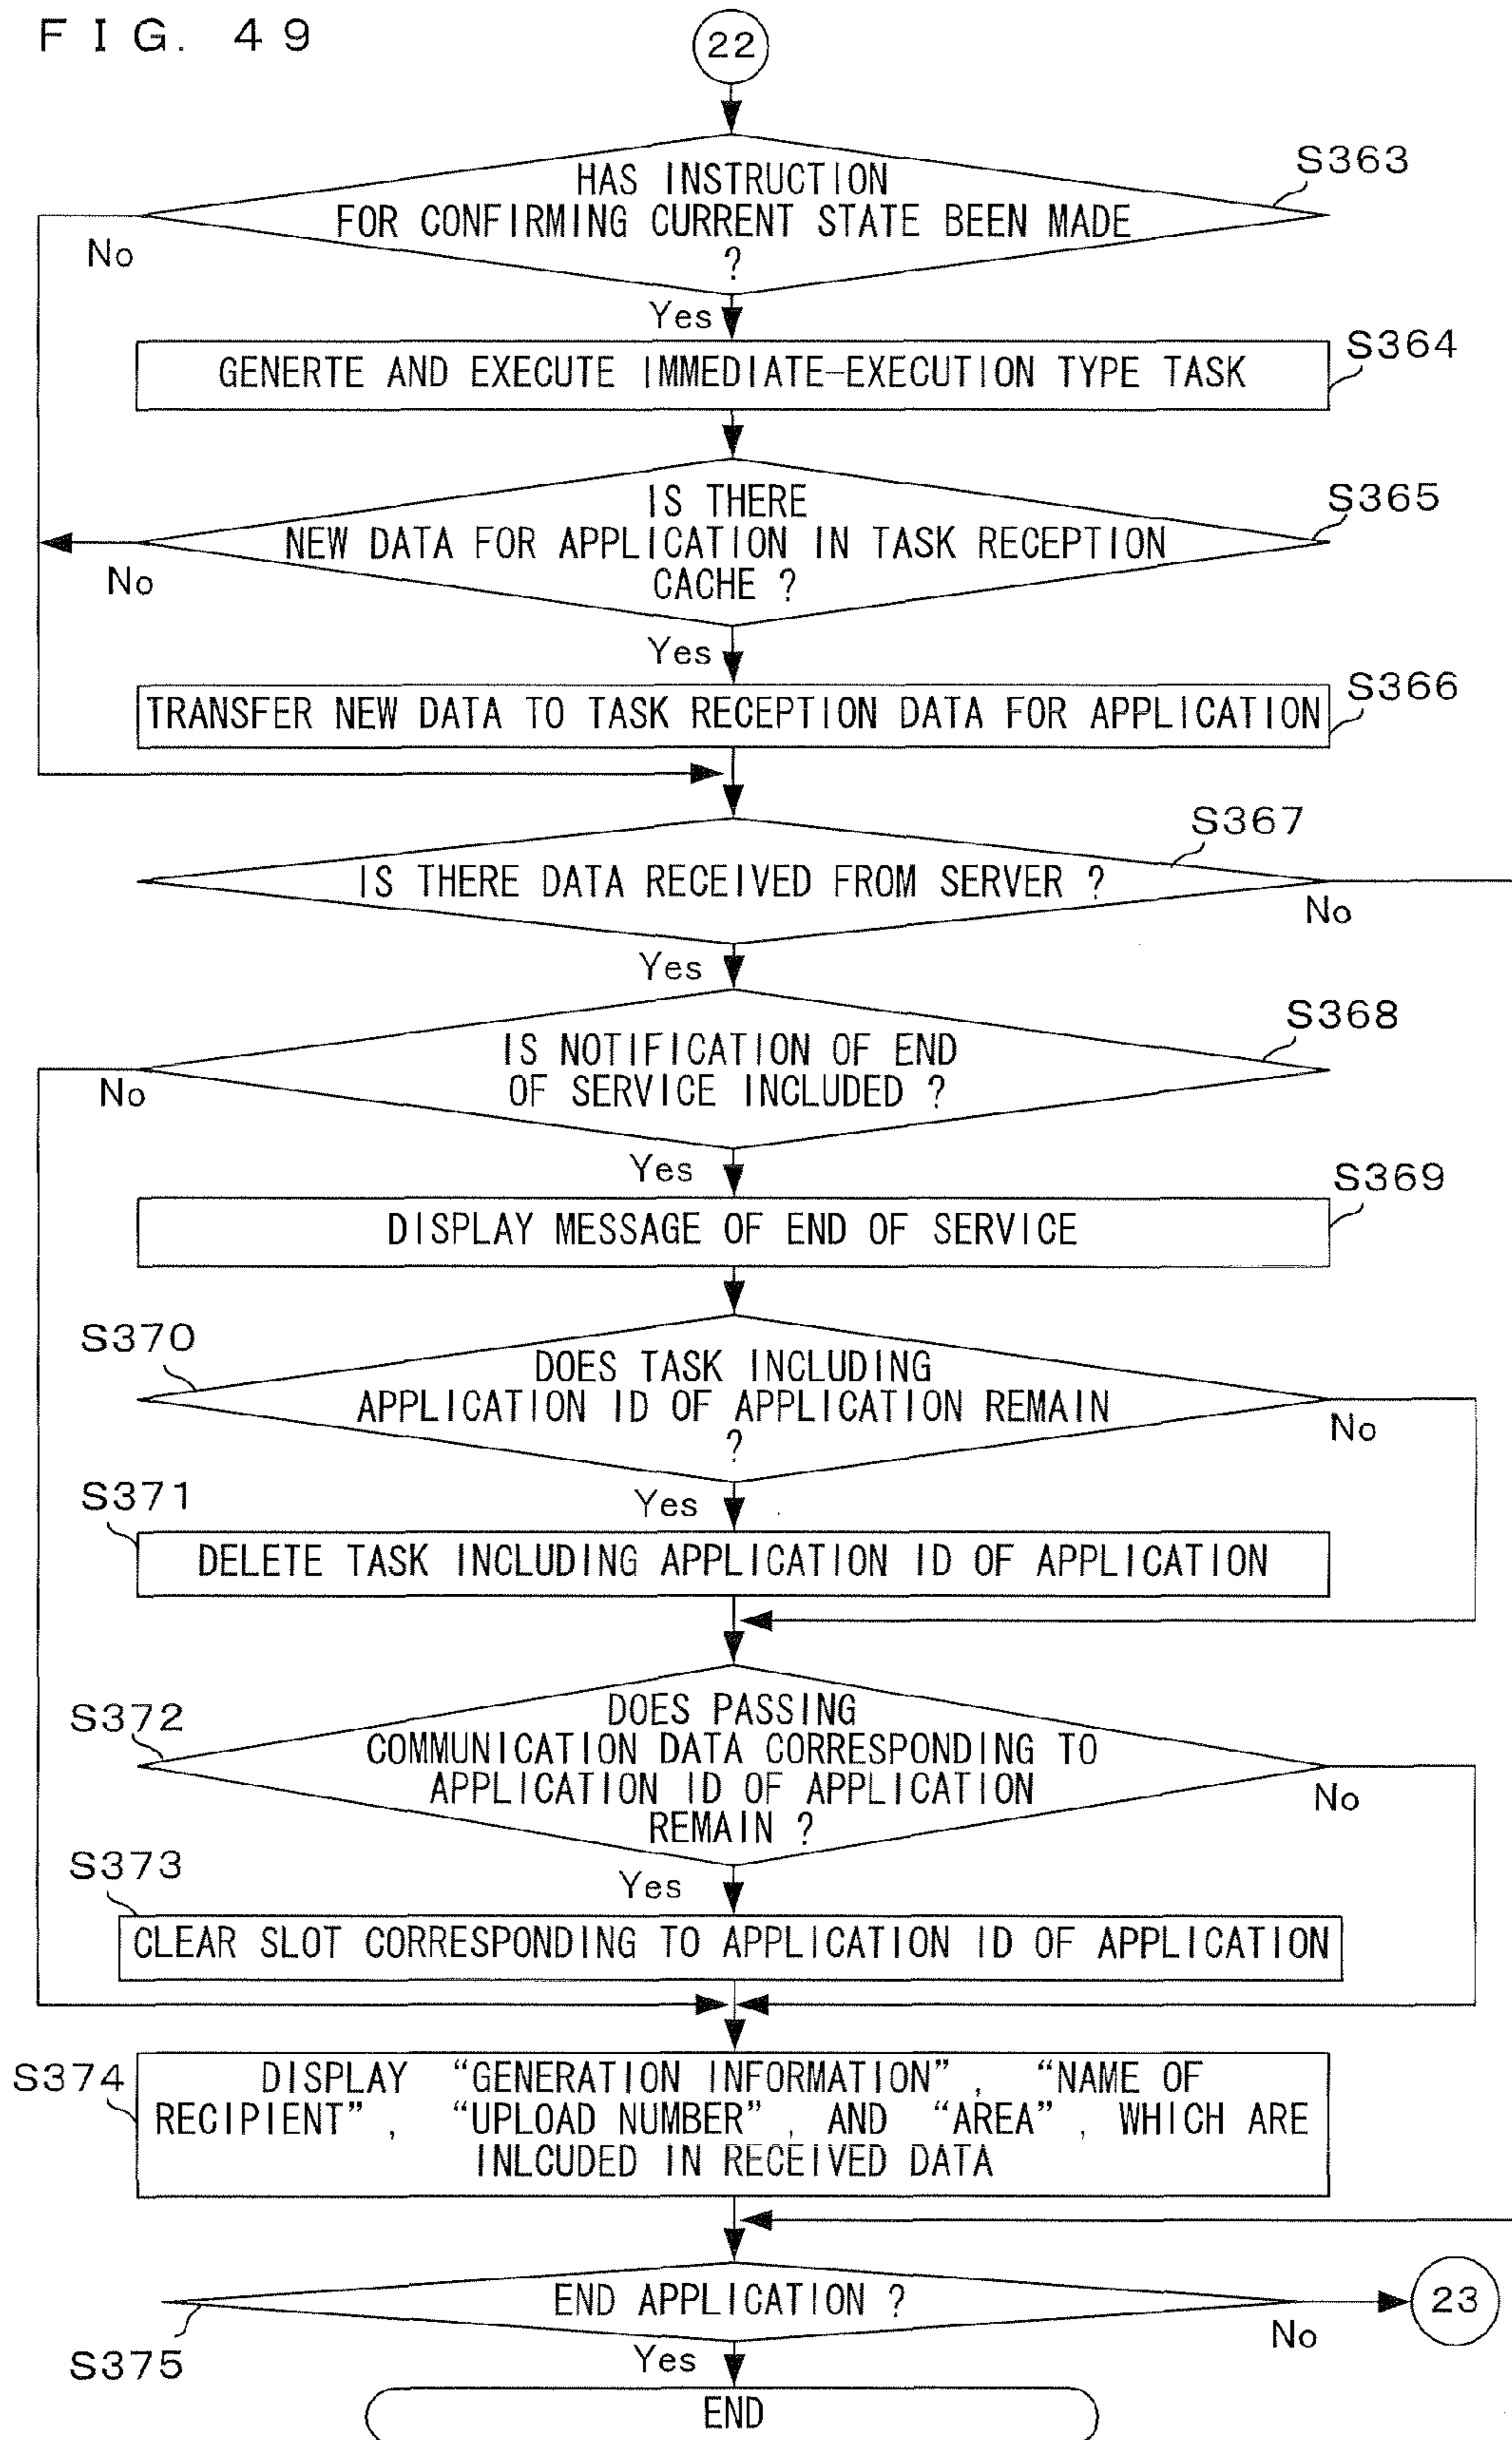 FIG. 49
22
HAS INSTRUCTION
FOR CONFIRMING CURRENT STATE BEEN MADE
?
S363
No
Yes
GENERTE AND EXECUTE IMMEDIATE-EXECUTION TYPE TASK
S364
IS THERE
NEW DATA FOR APPLICATION IN TASK RECEPTION
CACHE ?
S365
No
Yes
TRANSFER NEW DATA TO TASK RECEPTION DATA FOR APPLICATION
S366
S367
IS THERE DATA RECEIVED FROM SERVER ?
No
Yes
S368
IS NOTIFICATION OF END
OF SERVICE INCLUDED ?
No
Yes
S369
DISPLAY MESSAGE OF END OF SERVICE
S370
DOES TASK INCLUDING
APPLICATION ID OF APPLICATION REMAIN
?
No
Yes
S371
DELETE TASK INCLUDING APPLICATION ID OF APPLICATION
S372
DOES PASSING
COMMUNICATION DATA CORRESPONDING TO
APPLICATION ID OF APPLICATION
REMAIN ?
No
Yes
S373
CLEAR SLOT CORRESPONDING TO APPLICATION ID OF APPLICATION
S374
DISPLAY “GENERATION INFORMATION”, “NAME OF
RECIPIENT”, “UPLOAD NUMBER”, AND “AREA”, WHICH ARE
INLCUDED IN RECEIVED DATA
END APPLICATION ?
23
No
S375
Yes
END